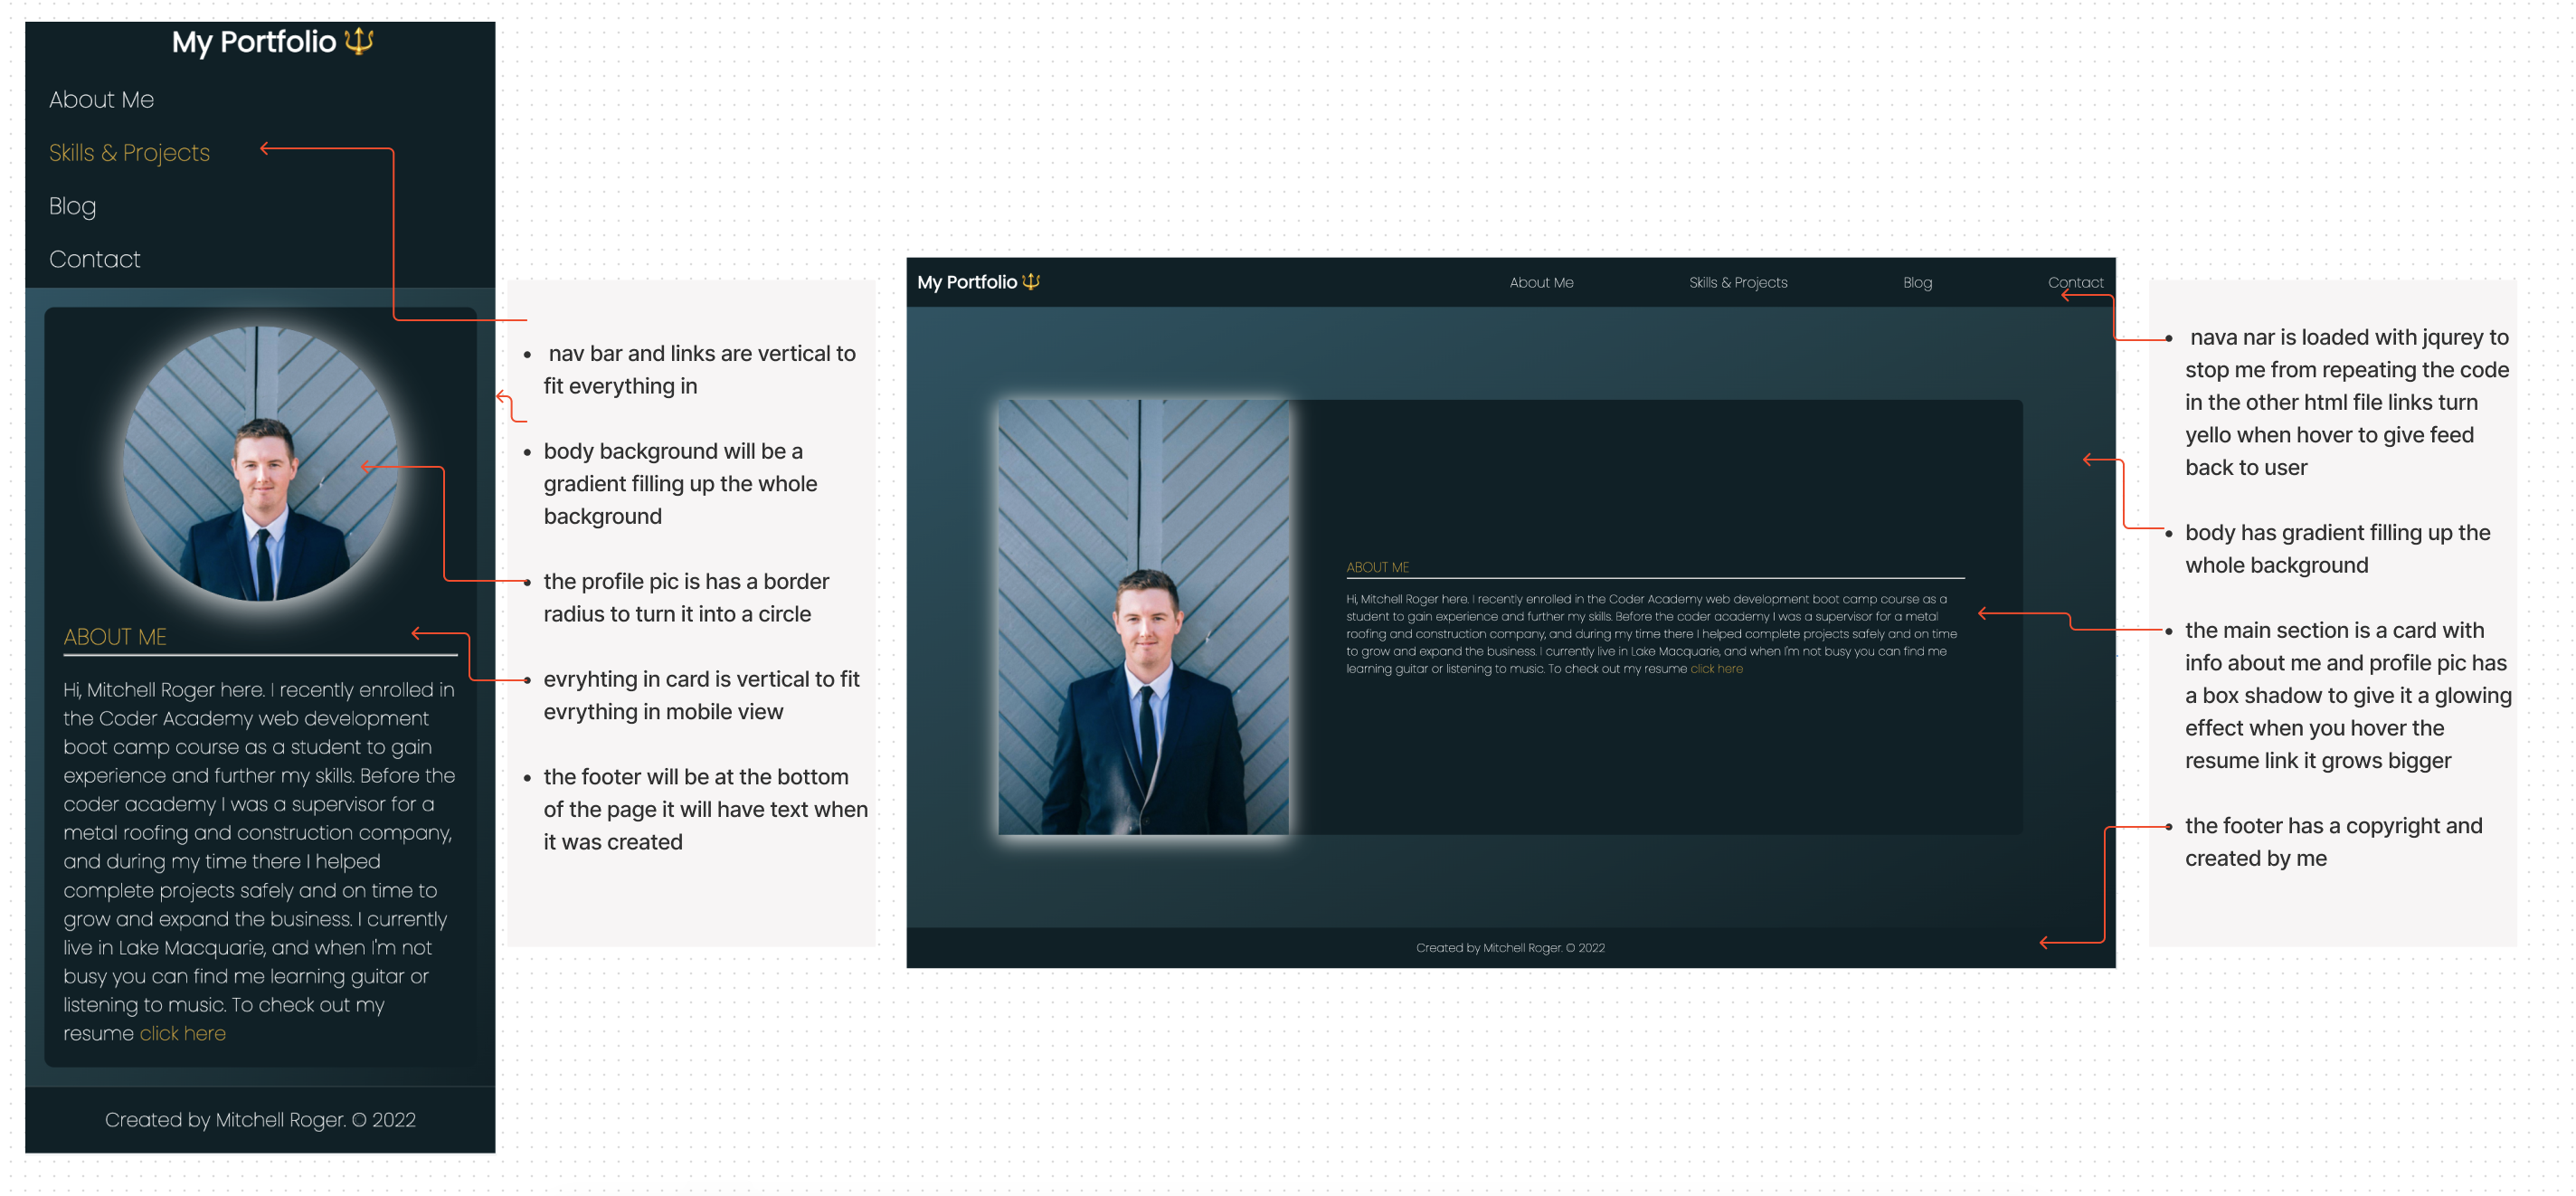 My Portfolio
About Me
Skills & Projects
Blog
Contact
ABOUT ME
Hi, Mitchell Roger here. I recently enrolled in
the Coder Academy web development
boot camp course as a student to gain
experience and further my skills. Before the
coder academy I was a supervisor for a
metal roofing and construction company,
and during my time there I helped
complete projects safely and on time to
grow and expand the business. I currently
live in Lake Macquarie, and when I'm not
busy you can find me learning guitar or
listening to music. To check out my
resume click here
Created by Mitchell Roger. © 2022
• nav bar and links are vertical to
fit everything in
• body background will be a
gradient filling up the whole
background
• the profile pic is has a border
radius to turn it into a circle
• evryhting in card is vertical to fit
evrything in mobile view
• the footer will be at the bottom
of the page it will have text when
it was created
My Portfolio
About Me
Skills & Projects
Blog
Contact
ABOUT ME
Hi, Mitchell Roger here. I recently enrolled in the Coder Academy web development boot camp course as a
student to gain experience and further my skills. Before the coder academy I was a supervisor for a metal
roofing and construction company, and during my time there I helped complete projects safely and on time
to grow and expand the business. I currently live in Lake Macquarie, and when I'm not busy you can find me
learning guitar or listening to music. To check out my resume click here
Created by Mitchell Roger. © 2022
• nava nar is loaded with jqurey to
stop me from repeating the code
in the other html file links turn
yello when hover to give feed
back to user
• body has gradient filling up the
whole background
• the main section is a card with
info about me and profile pic has
a box shadow to give it a glowing
effect when you hover the
resume link it grows bigger
• the footer has a copyright and
created by me